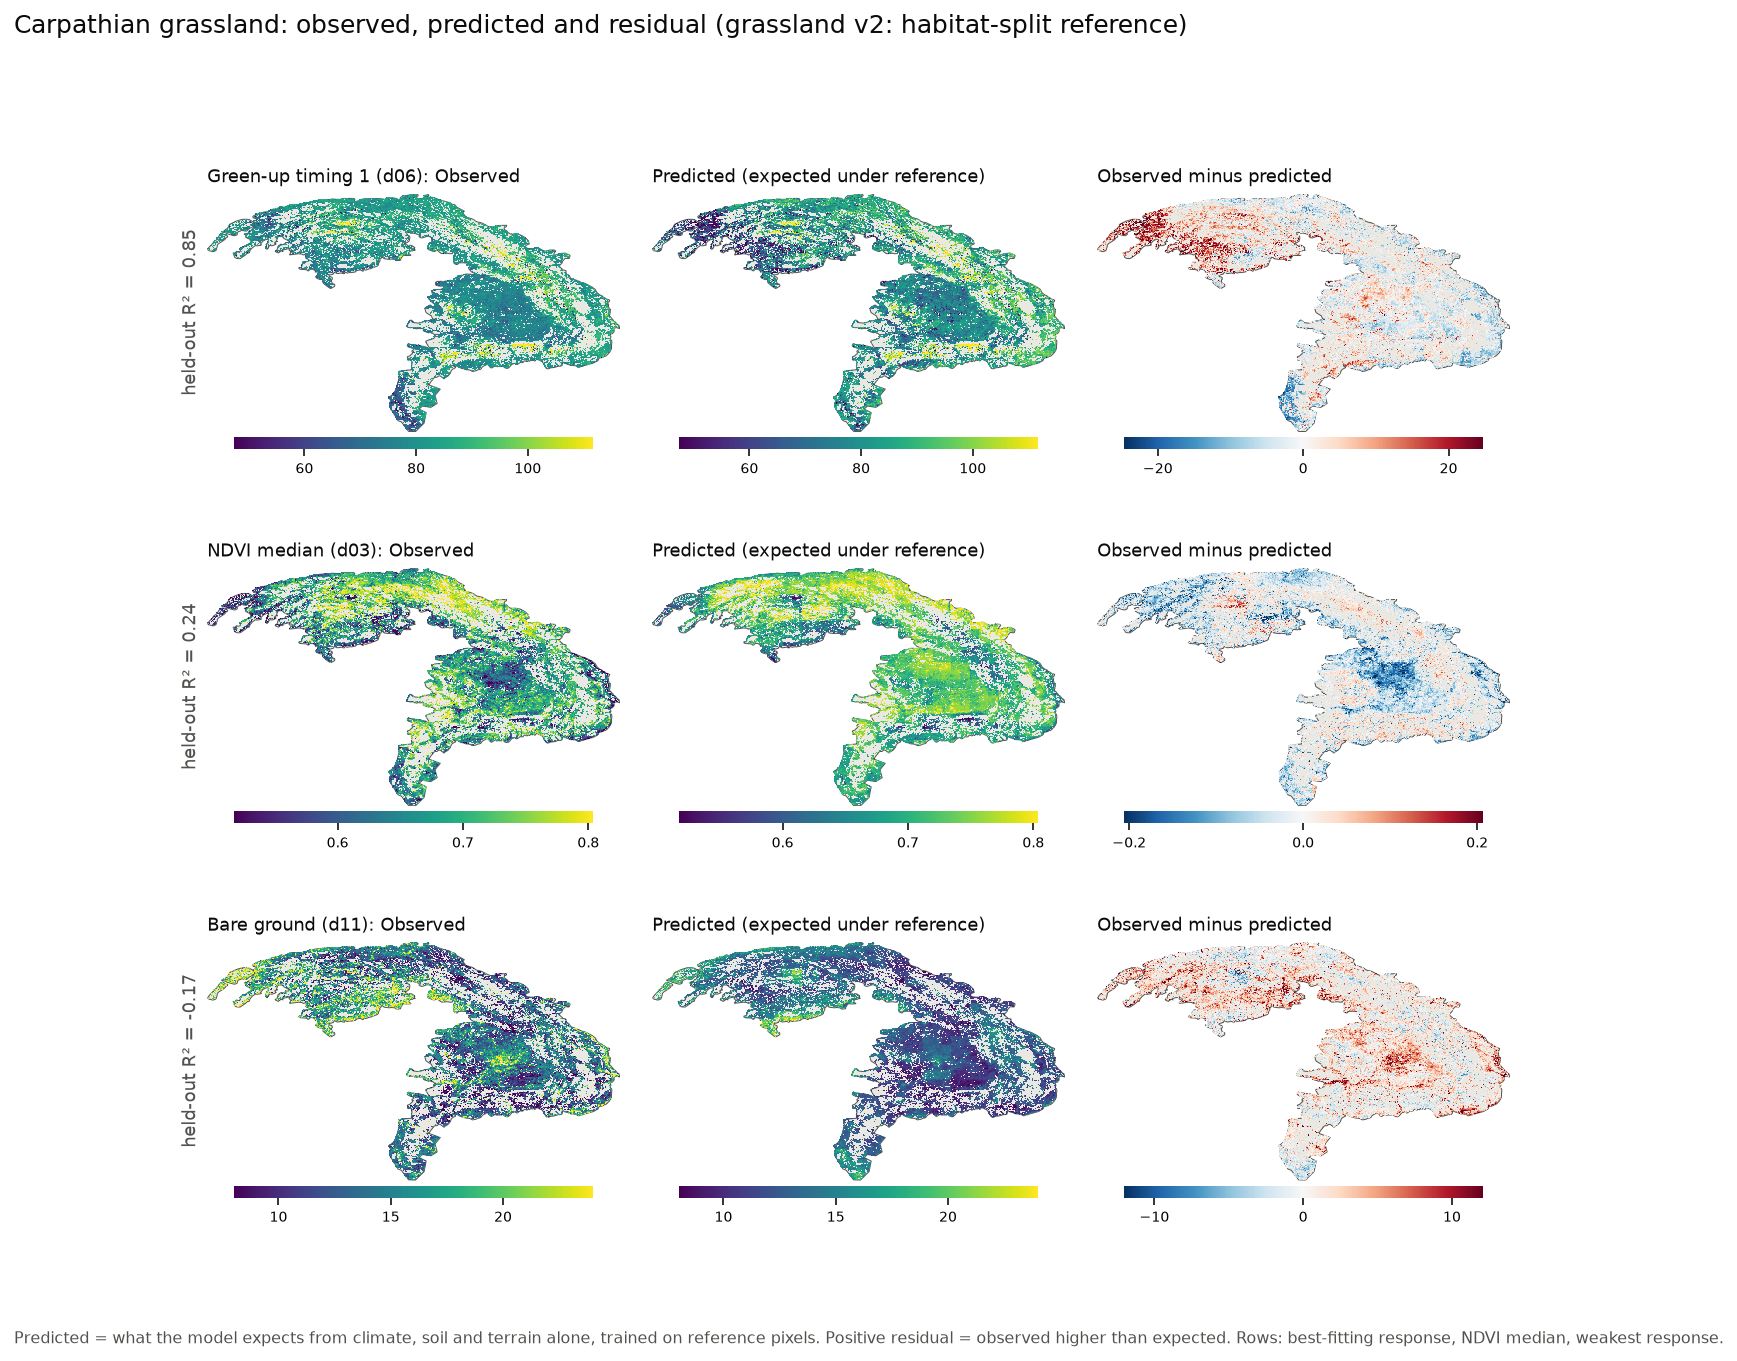 Carpathian grassland: observed, predicted and residual (grassland v2: habitat-split reference)
Green-up timing 1 (d06): Observed
Predicted (expected under reference)
Observed minus predicted
held-out R² = 0.85
60 80 100
60 80 100
−20 0 20
NDVI median (d03): Observed
Predicted (expected under reference)
Observed minus predicted
held-out R² = 0.24
0.6 0.7 0.8
0.6 0.7 0.8
−0.2 0.0 0.2
Bare ground (d11): Observed
Predicted (expected under reference)
Observed minus predicted
held-out R² = -0.17
10 15 20
10 15 20
−10 0 10
Predicted = what the model expects from climate, soil and terrain alone, trained on reference pixels. Positive residual = observed higher than expected. Rows: best-fitting response, NDVI median, weakest response.